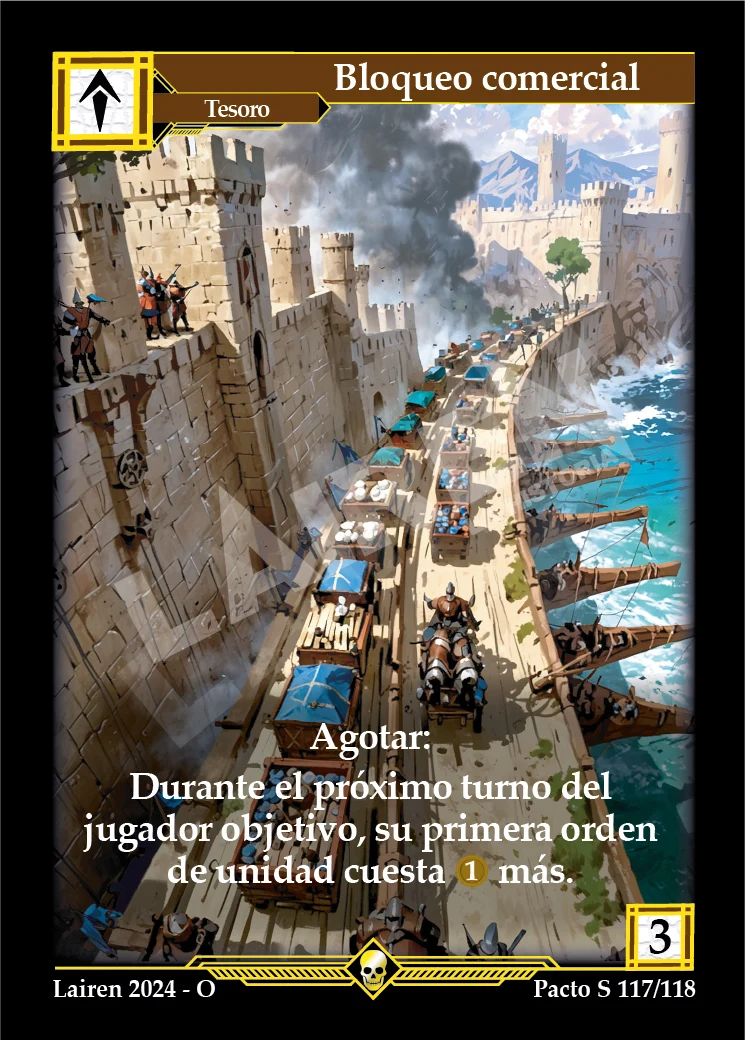 Bloqueo comercial
Tesoro
LAIREN
Agotar:
Durante el próximo turno del
jugador objetivo, su primera orden
de unidad cuesta 1 más.
3
Lairen 2024 - O
Pacto S 117/118